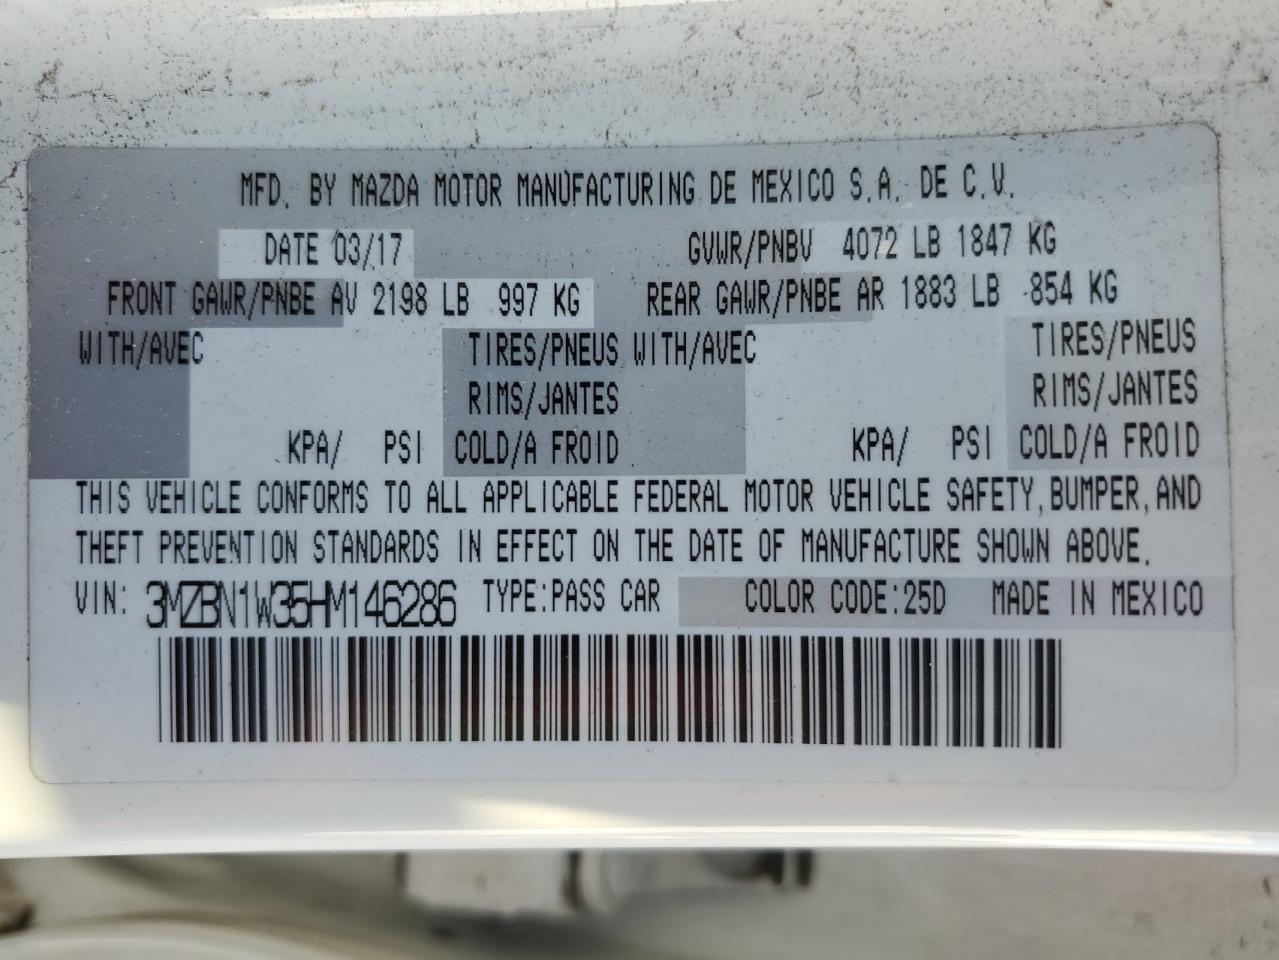 MFD. BY MAZDA MOTOR MANUFACTURING DE MEXICO S.A. DE C.V.
DATE 03/17 GVWR/PNBV 4072 LB 1847 KG
FRONT GAWR/PNBE AV 2198 LB 997 KG REAR GAWR/PNBE AR 1883 LB 854 KG
WITH/AVEC TIRES/PNEUS WITH/AVEC TIRES/PNEUS
RIMS/JANTES RIMS/JANTES
KPA/ PSI COLD/A FROID KPA/ PSI COLD/A FROID
THIS VEHICLE CONFORMS TO ALL APPLICABLE FEDERAL MOTOR VEHICLE SAFETY, BUMPER, AND
THEFT PREVENTION STANDARDS IN EFFECT ON THE DATE OF MANUFACTURE SHOWN ABOVE.
VIN: 3MZBN1W35HM146286 TYPE:PASS CAR COLOR CODE:25D MADE IN MEXICO